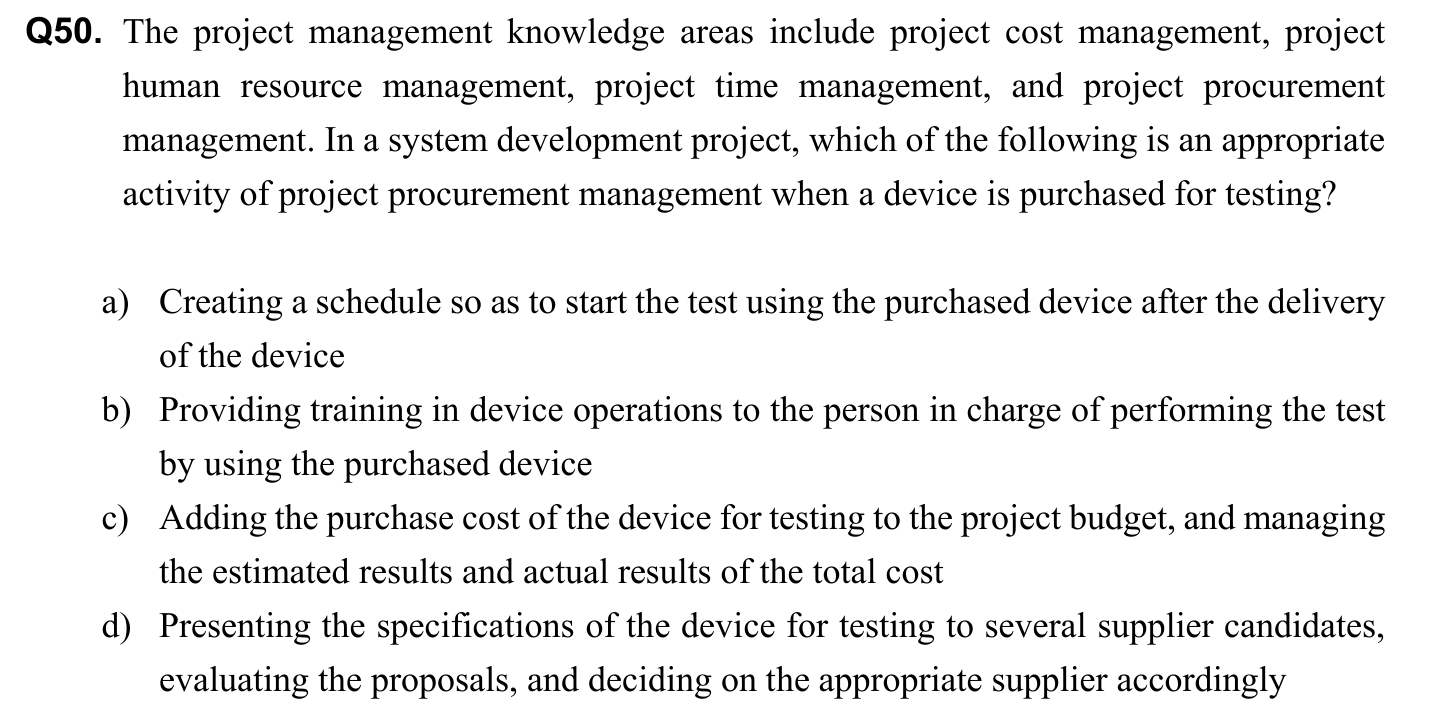 Q50. The project management knowledge areas include project cost management, project
human resource management, project time management, and project procurement
management. In a system development project, which of the following is an appropriate
activity of project procurement management when a device is purchased for testing?
a) Creating a schedule so as to start the test using the purchased device after the delivery
of the device
b) Providing training in device operations to the person in charge of performing the test
by using the purchased device
c) Adding the purchase cost of the device for testing to the project budget, and managing
the estimated results and actual results of the total cost
d) Presenting the specifications of the device for testing to several supplier candidates,
evaluating the proposals, and deciding on the appropriate supplier accordingly